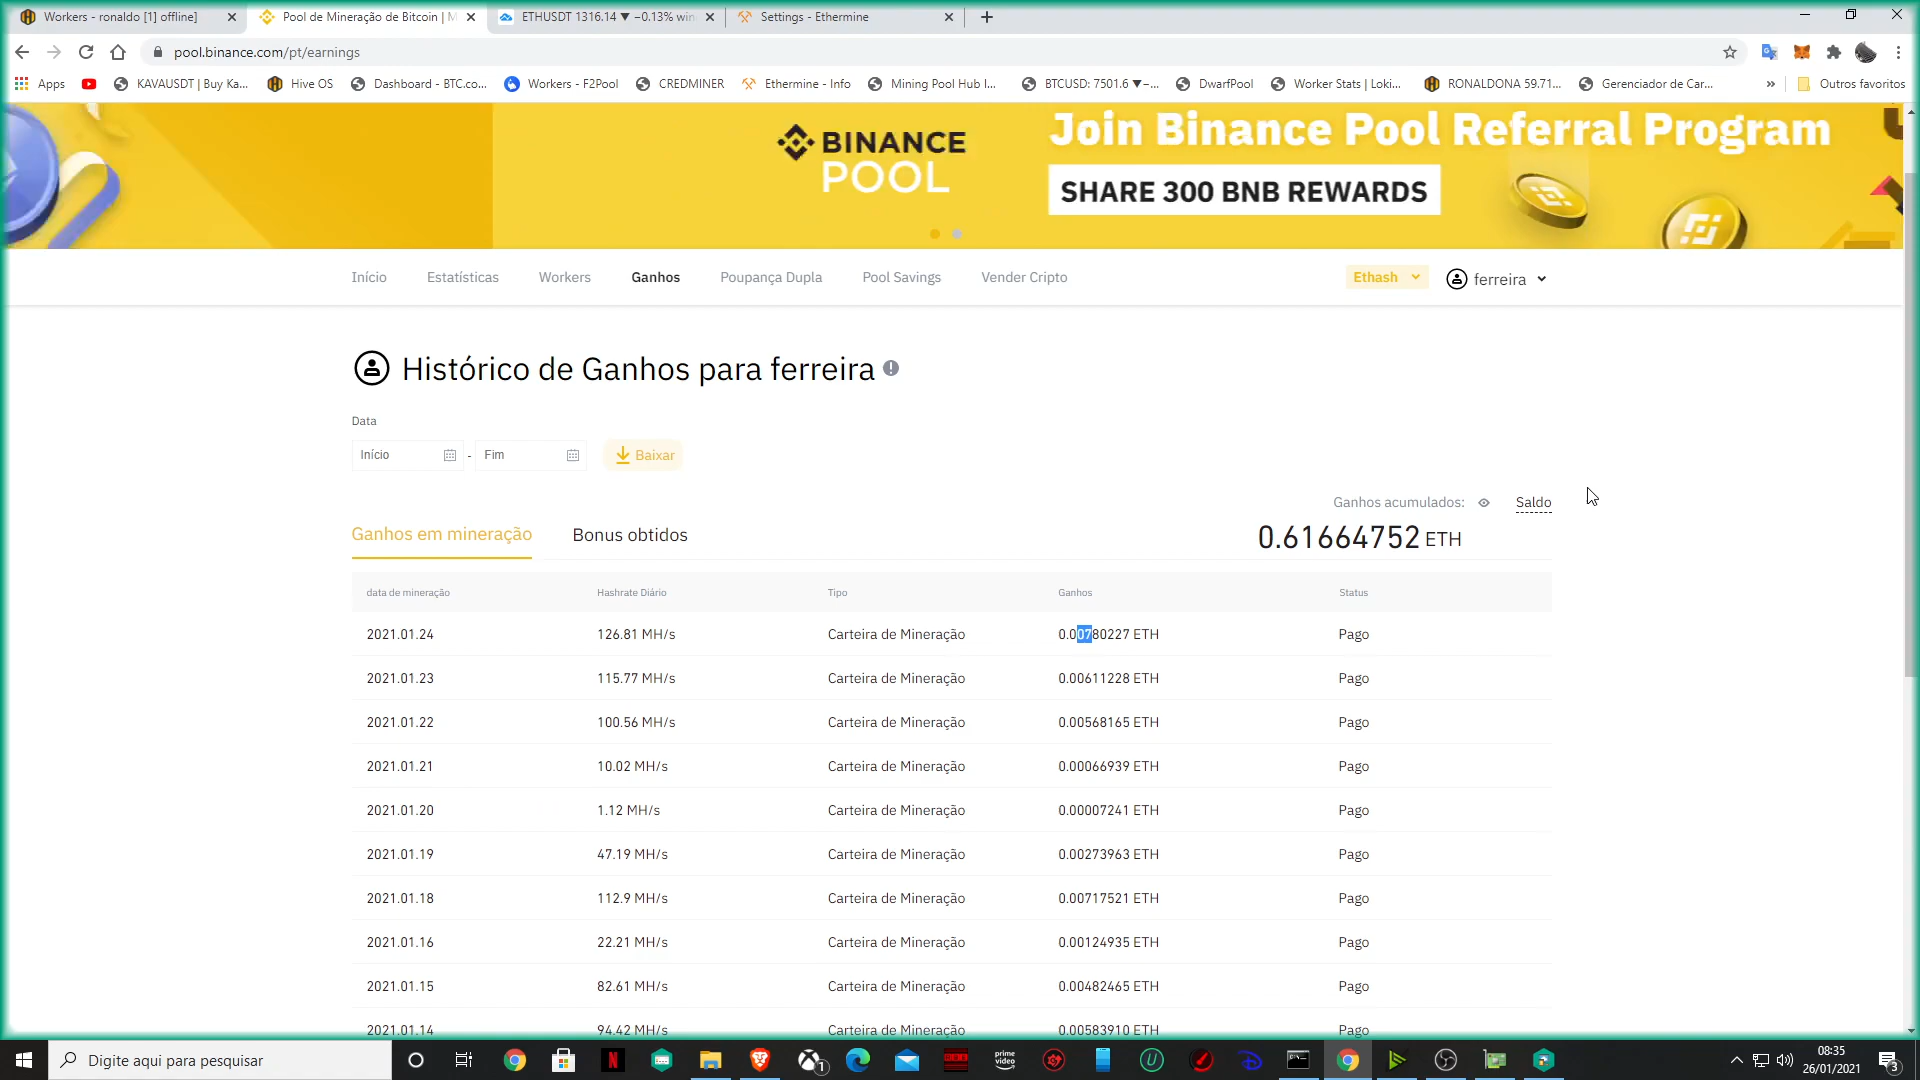 Workers - ronaldo [1] offline]
Pool de Mineração de Bitcoin | M
ETHUSDT 1316.14 ▼ −0.13% win
Settings - Ethermine
pool.binance.com/pt/earnings
Apps
KAVAUSDT | Buy Ka...
Hive OS
Dashboard - BTC.co...
Workers - F2Pool
CREDMINER
Ethermine - Info
Mining Pool Hub I...
BTCUSD: 7501.6 ▼−...
DwarfPool
Worker Stats | Loki...
RONALDONA 59.71...
Gerenciador de Car...
»
Outros favoritos
BINANCE
POOL
Join Binance Pool Referral Program
SHARE 300 BNB REWARDS
Início
Estatísticas
Workers
Ganhos
Poupança Dupla
Pool Savings
Vender Cripto
Ethash
ferreira
Histórico de Ganhos para ferreira
Data
Início - Fim
Baixar
Ganhos acumulados:
Saldo
Ganhos em mineração
Bonus obtidos
0.61664752 ETH
data de mineração Hashrate Diário Tipo Ganhos Status
2021.01.24 126.81 MH/s Carteira de Mineração 0.00780227 ETH Pago
2021.01.23 115.77 MH/s Carteira de Mineração 0.00611228 ETH Pago
2021.01.22 100.56 MH/s Carteira de Mineração 0.00568165 ETH Pago
2021.01.21 10.02 MH/s Carteira de Mineração 0.00066939 ETH Pago
2021.01.20 1.12 MH/s Carteira de Mineração 0.00007241 ETH Pago
2021.01.19 47.19 MH/s Carteira de Mineração 0.00273963 ETH Pago
2021.01.18 112.9 MH/s Carteira de Mineração 0.00717521 ETH Pago
2021.01.16 22.21 MH/s Carteira de Mineração 0.00124935 ETH Pago
2021.01.15 82.61 MH/s Carteira de Mineração 0.00482465 ETH Pago
2021.01.14 94.42 MH/s Carteira de Mineração 0.00583910 ETH Pago
Digite aqui para pesquisar
prime video
08:35
26/01/2021
3